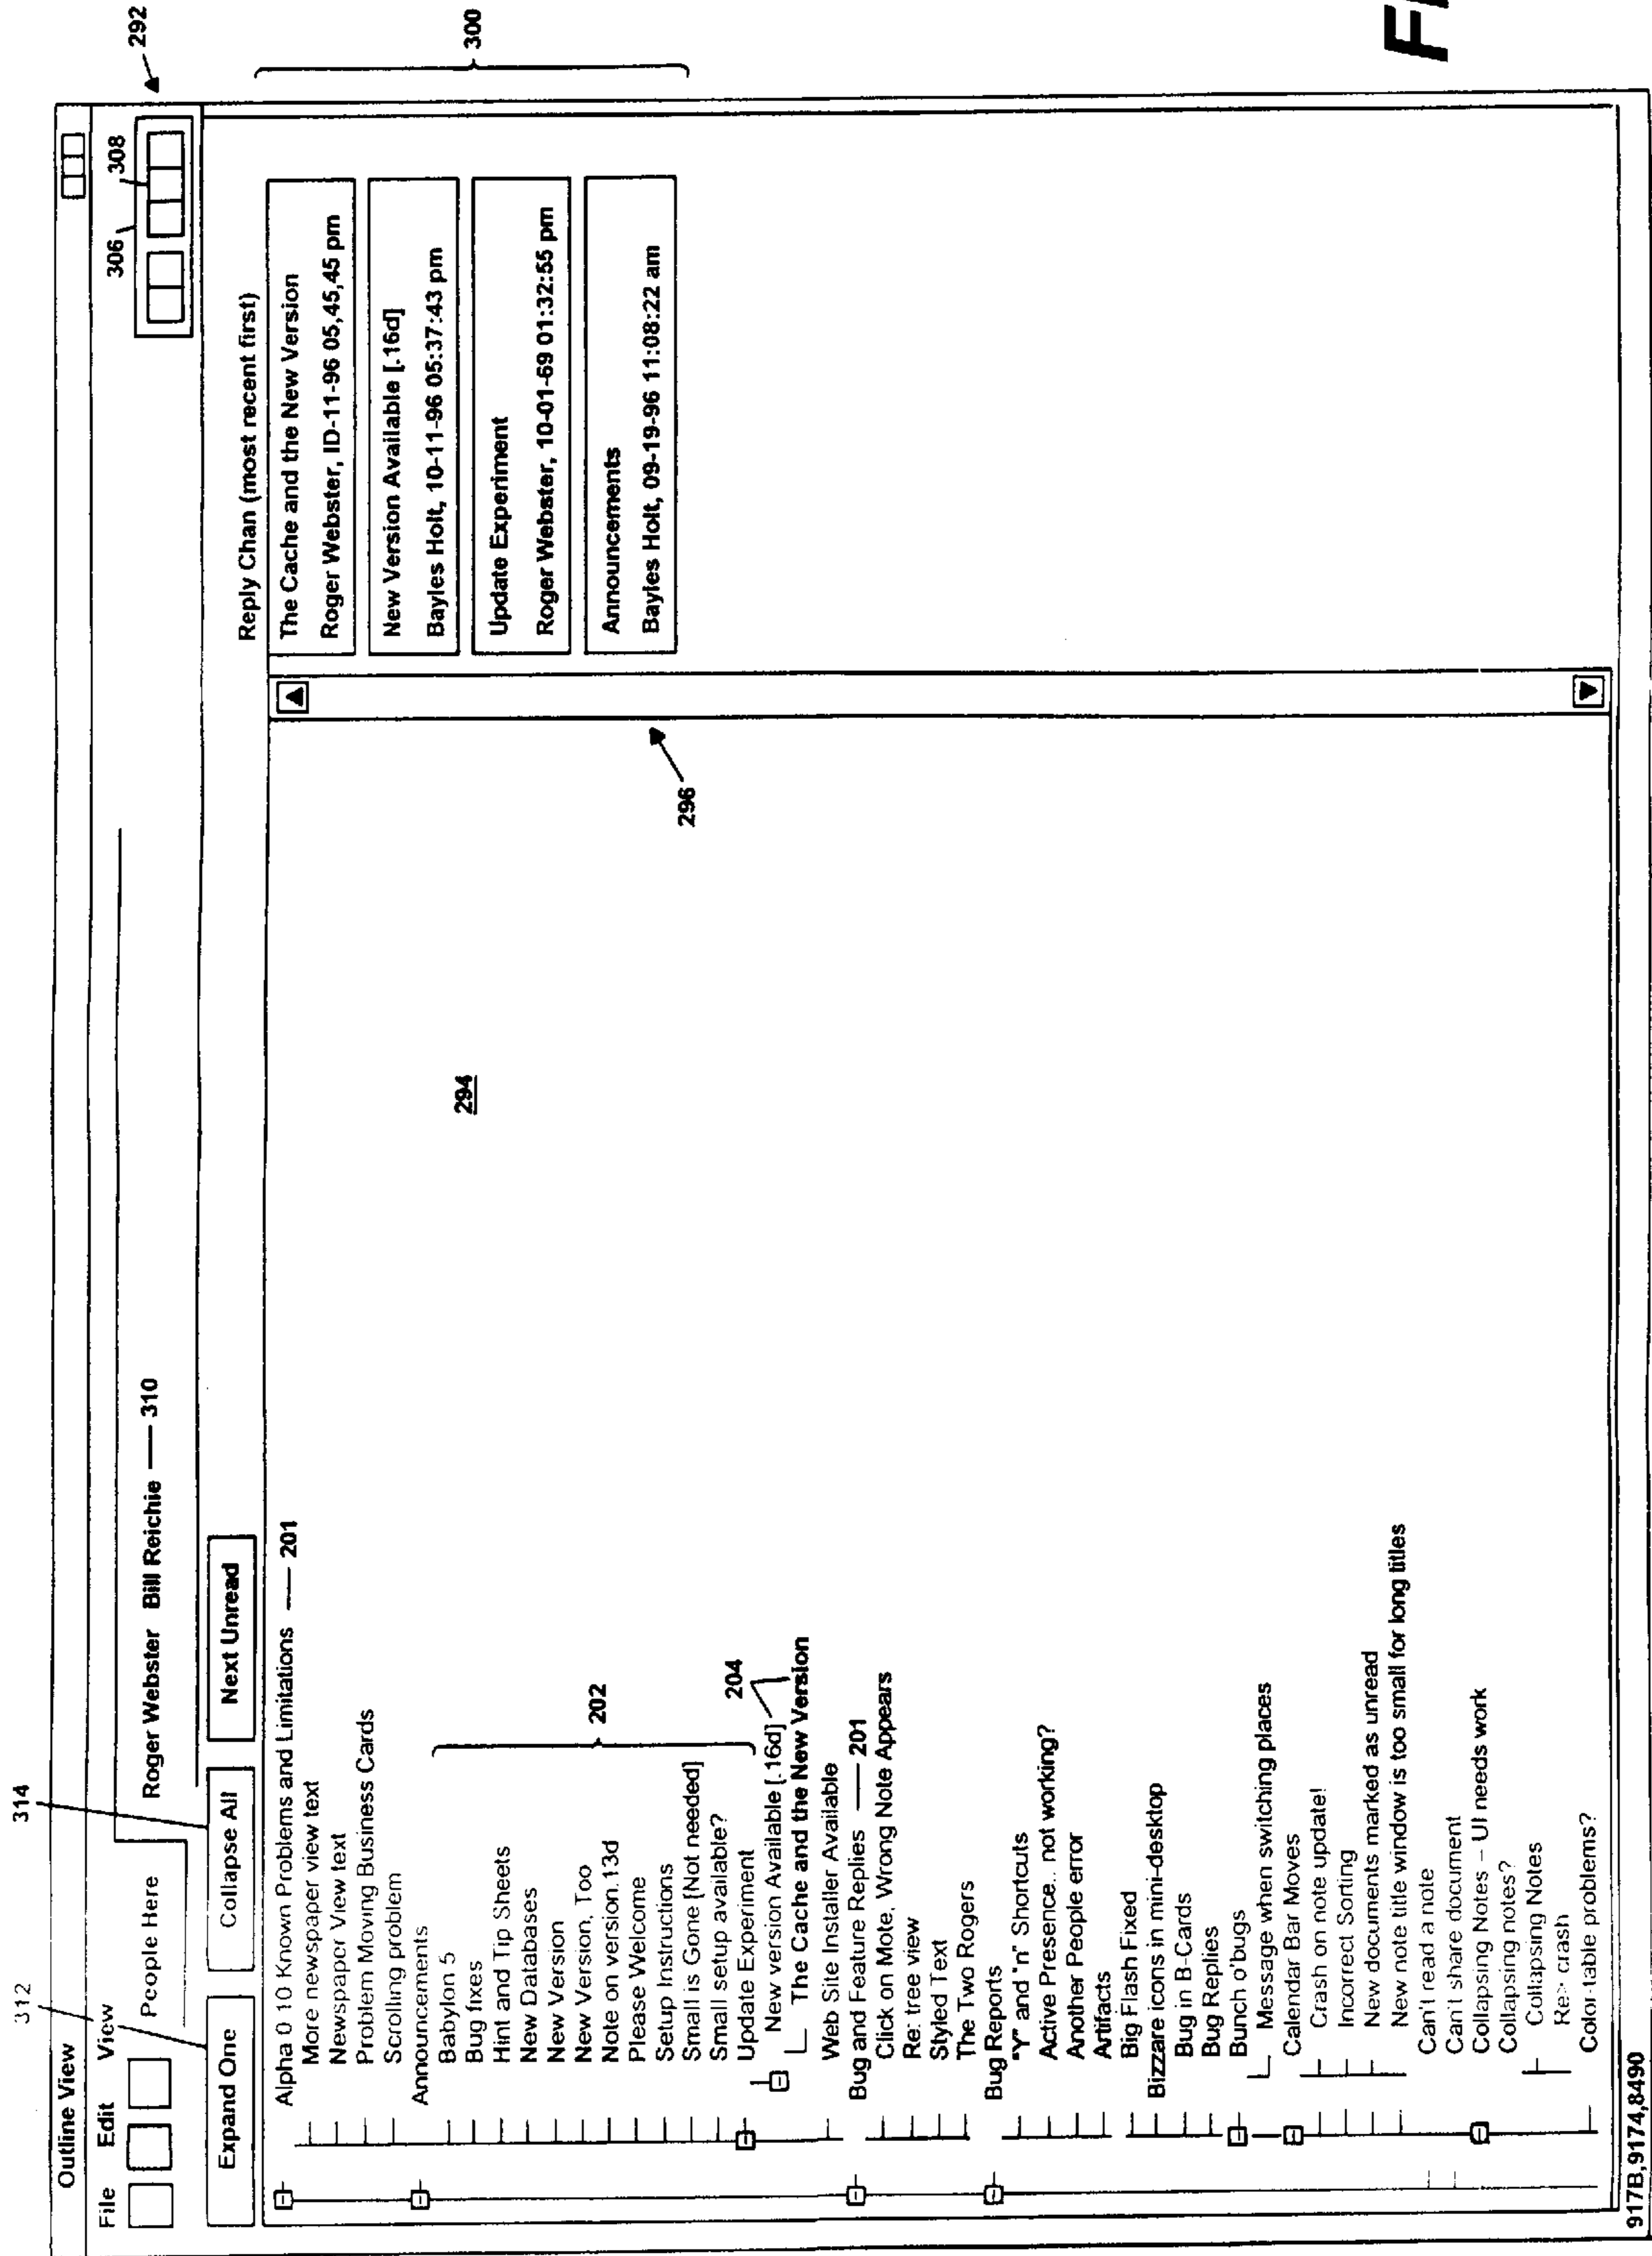 312
314
Outline View
File Edit View
306 308
292
People Here
Roger Webster Bill Reichie 310
Expand One
Collapse All
Next Unread
Reply Chan (most recent first)
300
Alpha 0 10 Known Problems and Limitations 201
More newspaper view text
Newspaper View text
Problem Moving Business Cards
Scrolling problem
Announcements
Babylon 5
Bug fixes
Hint and Tip Sheets
New Databases
New Version
New Version, Too
Note on version.13d
Please Welcome
Setup Instructions
Small is Gone [Not needed]
Small setup available?
Update Experiment
202
204
New version Available [.16d]
The Cache and the New Version
Web Site Installer Available
Bug and Feature Replies 201
Click on Mote, Wrong Note Appears
Re: tree view
Styled Text
The Two Rogers
Bug Reports
"Y" and "n" Shortcuts
Active Presence... not working?
Another People error
Artifacts
Big Flash Fixed
Bizzare icons in mini-desktop
Bug in B-Cards
Bug Replies
Bunch o'bugs
Message when switching places
Calendar Bar Moves
Crash on note update!
Incorrect Sorting
New documents marked as unread
New note title window is too small for long titles
Can't read a note
Can't share document
Collapsing Notes – UI needs work
Collapsing notes?
Collapsing Notes
Re:> crash
Color-table problems?
294
296
The Cache and the New Version
Roger Webster, ID-11-96 05,45,45 pm
New Version Available [.16d]
Bayles Holt, 10-11-96 05:37:43 pm
Update Experiment
Roger Webster, 10-01-69 01:32:55 pm
Announcements
Bayles Holt, 09-19-96 11:08:22 am
917B,9174,8490